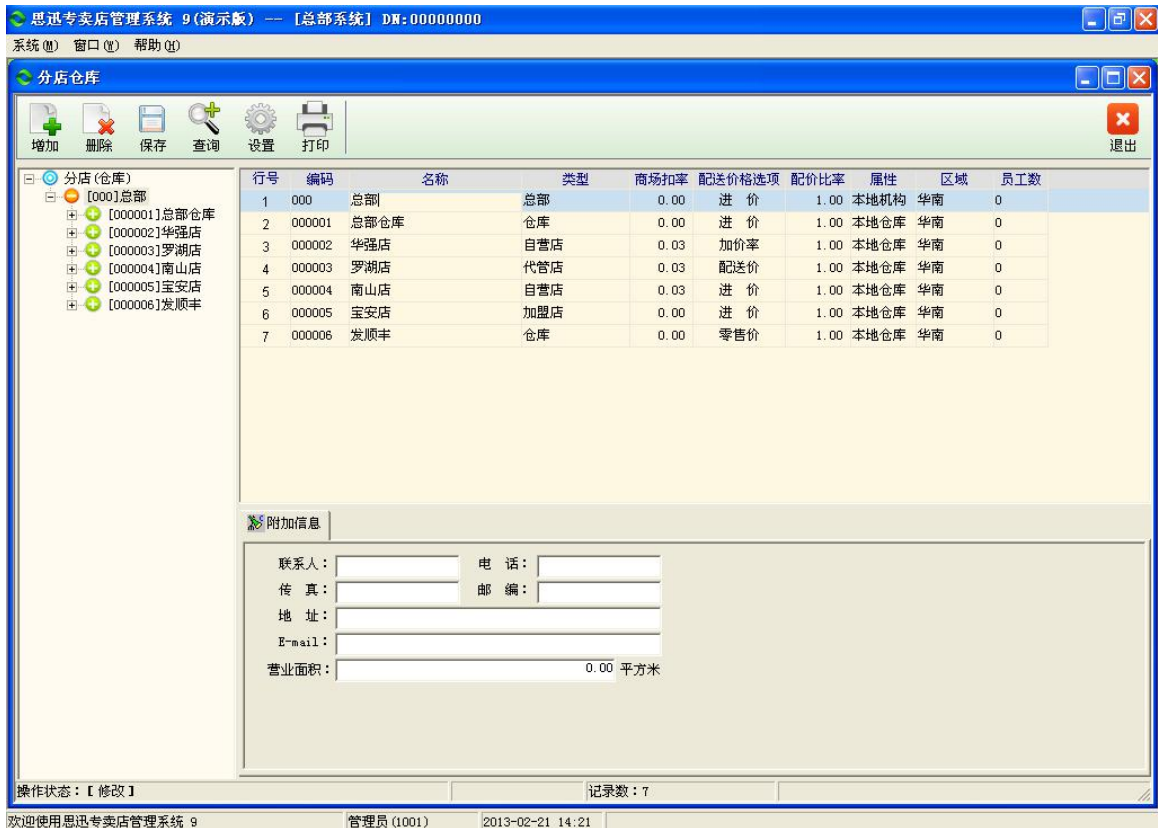 思迅专卖店管理系统 9(演示版) -- [总部系统] DN:00000000
系统(M) 窗口(W) 帮助(H)
分店仓库
增加 删除 保存 查询 设置 打印 退出
分店(仓库)
[000]总部
[000001]总部仓库
[000002]华强店
[000003]罗湖店
[000004]南山店
[000005]宝安店
[000006]发顺丰
行号 编码 名称 类型 商场扣率 配送价格选项 配价比率 属性 区域 员工数
1 000 总部 总部 0.00 进 价 1.00 本地机构 华南 0
2 000001 总部仓库 仓库 0.00 进 价 1.00 本地仓库 华南 0
3 000002 华强店 自营店 0.03 加价率 1.00 本地仓库 华南 0
4 000003 罗湖店 代管店 0.03 配送价 1.00 本地仓库 华南 0
5 000004 南山店 自营店 0.03 进 价 1.00 本地仓库 华南 0
6 000005 宝安店 加盟店 0.00 进 价 1.00 本地仓库 华南 0
7 000006 发顺丰 仓库 0.00 零售价 1.00 本地仓库 华南 0
附加信息
联系人: 电 话:
传 真: 邮 编:
地 址:
E-mail:
营业面积: 0.00 平方米
操作状态:【修改】 记录数:7
欢迎使用思迅专卖店管理系统 9 管理员(1001) 2013-02-21 14:21